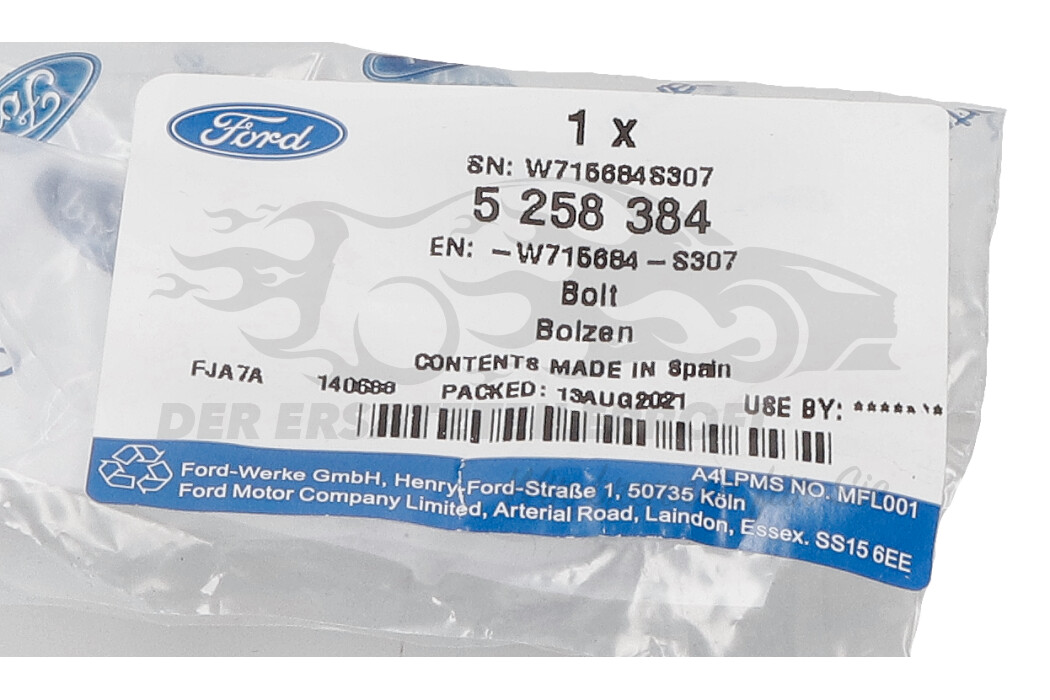 Ford
1 x
SN: W715684S307
5 258 384
EN: -W715684-S307
Bolt
Bolzen
CONTENTS MADE IN Spain
FJA7A 140688 PACKED: 13AUG2021 USE BY: *******
DER
A4LPMS NO. MFL001
Ford-Werke GmbH, Henry-Ford-Straße 1, 50735 Köln
Ford Motor Company Limited, Arterial Road, Laindon, Essex. SS15 6EE